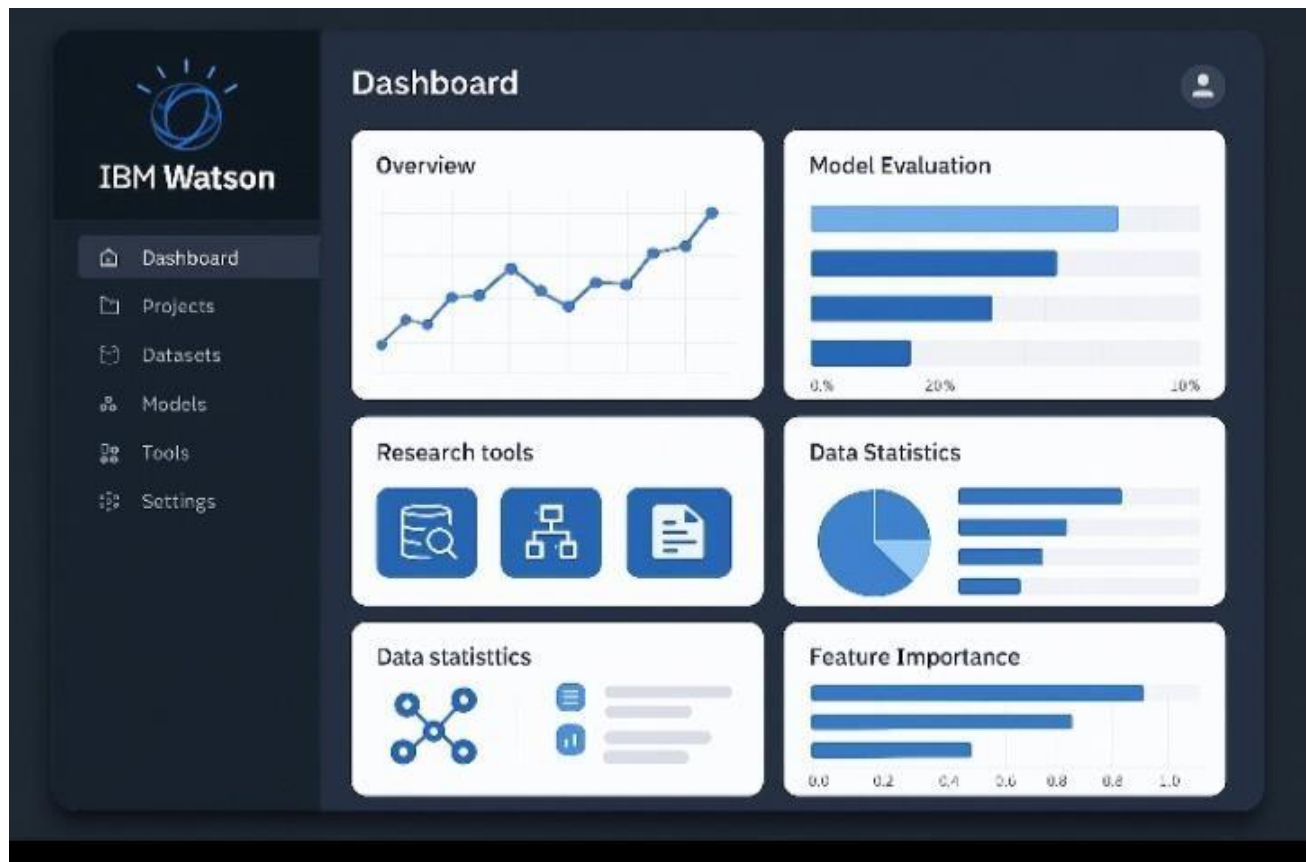 IBM Watson
Dashboard
Projects
Datasets
Models
Tools
Settings
Dashboard
Overview
Model Evaluation
0.% 20% 10%
Research tools
Data Statistics
Data statisttics
Feature Importance
0.0 0.2 0.4 0.6 0.8 0.8 1.0